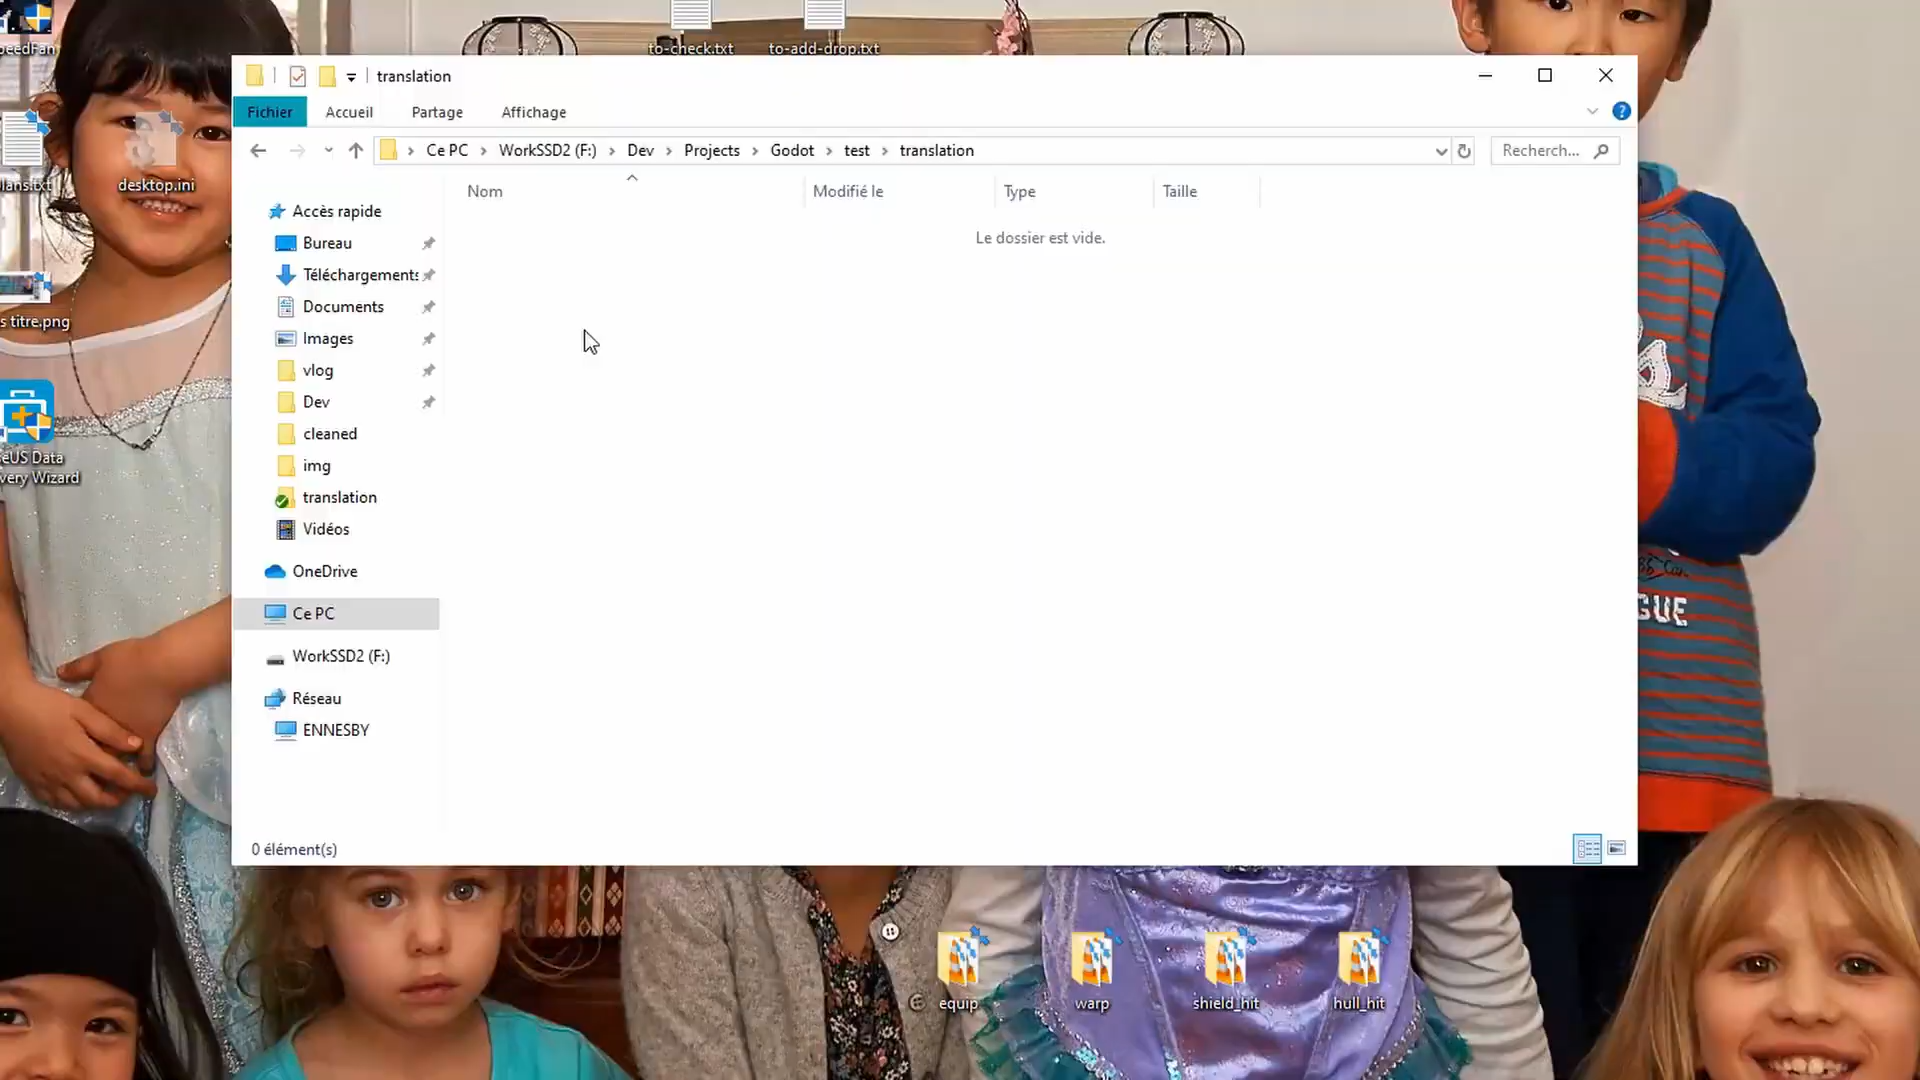 to-check.txt
to-add-drop.txt
desktop.ini
s titre.png
very Wizard
translation
Fichier
Accueil
Partage
Affichage
Ce PC > WorkSSD2 (F:) > Dev > Projects > Godot > test > translation
Recherch...
Nom
Modifié le
Type
Taille
Le dossier est vide.
Accès rapide
Bureau
Téléchargements
Documents
Images
vlog
Dev
cleaned
img
translation
Vidéos
OneDrive
Ce PC
WorkSSD2 (F:)
Réseau
ENNESBY
0 élément(s)
equip
warp
shield_hit
hull_hit
GUE